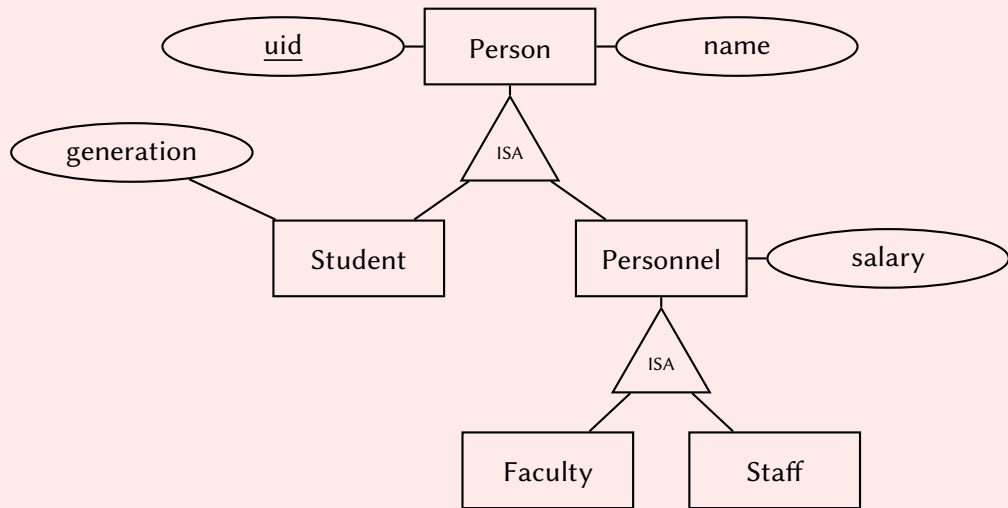 uid
Person
name
ISA
generation
Student
Personnel
salary
ISA
Faculty
Staff